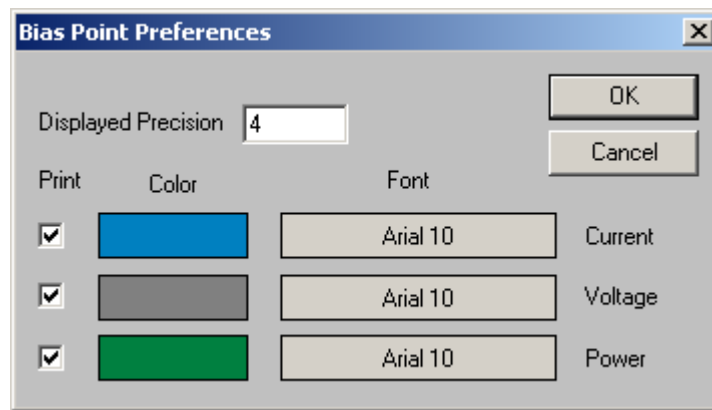 Bias Point Preferences
OK
Displayed Precision 4
Cancel
Print Color Font
Arial 10 Current
Arial 10 Voltage
Arial 10 Power